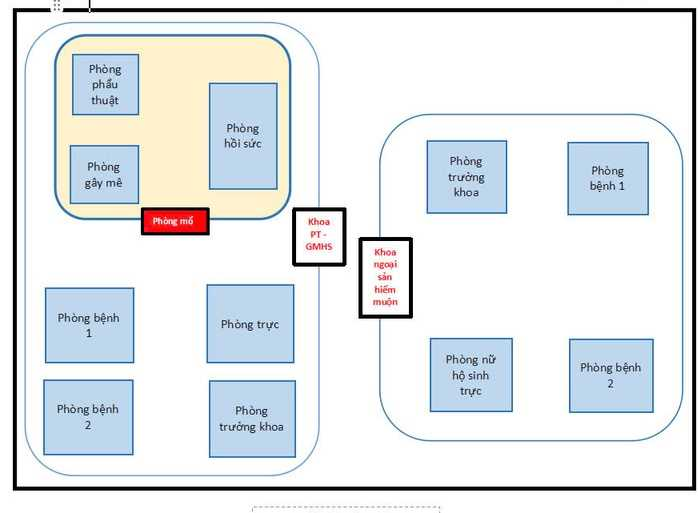 Phòng
phẩu
thuật
Phòng
hồi sức
Phòng
gây mê
Phòng mổ
Khoa
PT -
GMHS
Phòng bệnh
1
Phòng trực
Phòng bệnh
2
Phòng
trưởng khoa
Khoa
ngoại
sản
hiếm
muộn
Phòng
trưởng
khoa
Phòng
bệnh 1
Phòng nữ
hộ sinh
trực
Phòng bệnh
2